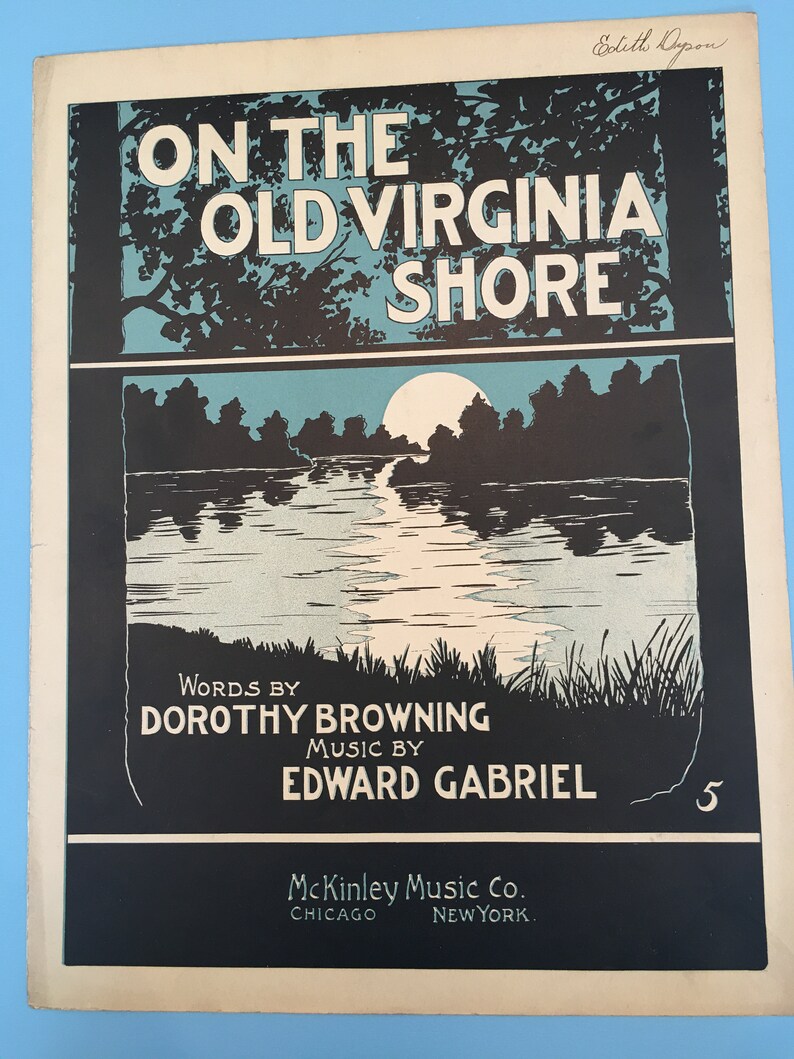 Edith Dyson
ON THE
OLD VIRGINIA
SHORE
WORDS BY
DOROTHY BROWNING
MUSIC BY
EDWARD GABRIEL
5
McKinley Music Co.
CHICAGO NEW YORK.